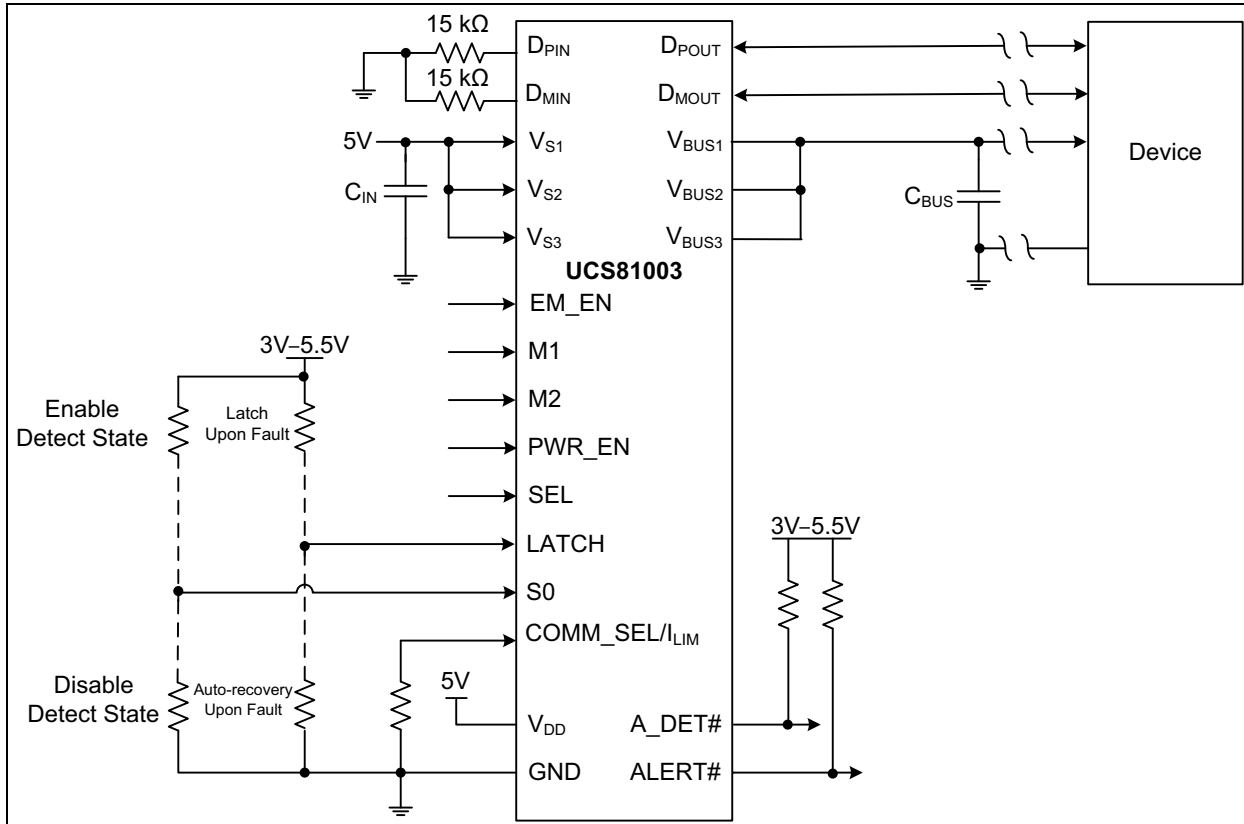 15 kΩ
DPIN
DPOUT
15 kΩ
DMIN
DMOUT
5V
VS1
VBUS1
Device
CIN
VS2
VBUS2
CBUS
VS3
VBUS3
UCS81003
EM_EN
3V–5.5V
M1
Enable
Detect State
Latch
Upon Fault
M2
PWR_EN
SEL
3V–5.5V
LATCH
S0
COMM_SEL/ILIM
Disable
Detect State
Auto-recovery
Upon Fault
5V
VDD
A_DET#
GND
ALERT#